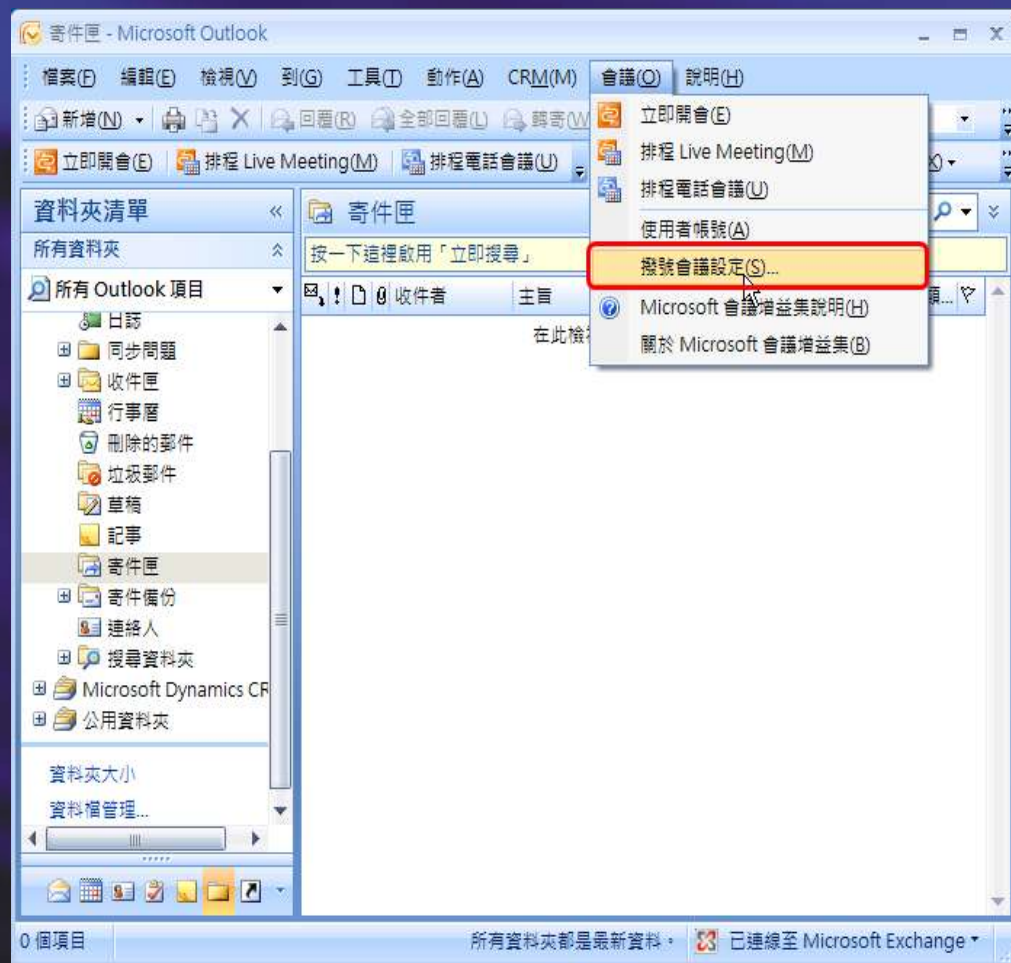 寄件匣 - Microsoft Outlook
檔案(F) 編輯(E) 檢視(V) 到(G) 工具(T) 動作(A) CRM(M) 會議(O) 說明(H)
新增(N) 回覆(R) 全部回覆(L) 轉寄(W
立即開會(E) 排程 Live Meeting(M) 排程電話會議(U)
立即開會(E)
排程 Live Meeting(M)
排程電話會議(U)
使用者帳號(A)
撥號會議設定(S)...
Microsoft 會議增益集說明(H)
關於 Microsoft 會議增益集(B)
資料夾清單
所有資料夾
所有 Outlook 項目
日誌
同步問題
收件匣
行事曆
刪除的郵件
垃圾郵件
草稿
記事
寄件匣
寄件備份
連絡人
搜尋資料夾
Microsoft Dynamics CR
公用資料夾
資料夾大小
資料檔管理...
寄件匣
按一下這裡啟用「立即搜尋」
收件者 主旨
在此檢
0 個項目
所有資料夾都是最新資料。 已連線至 Microsoft Exchange